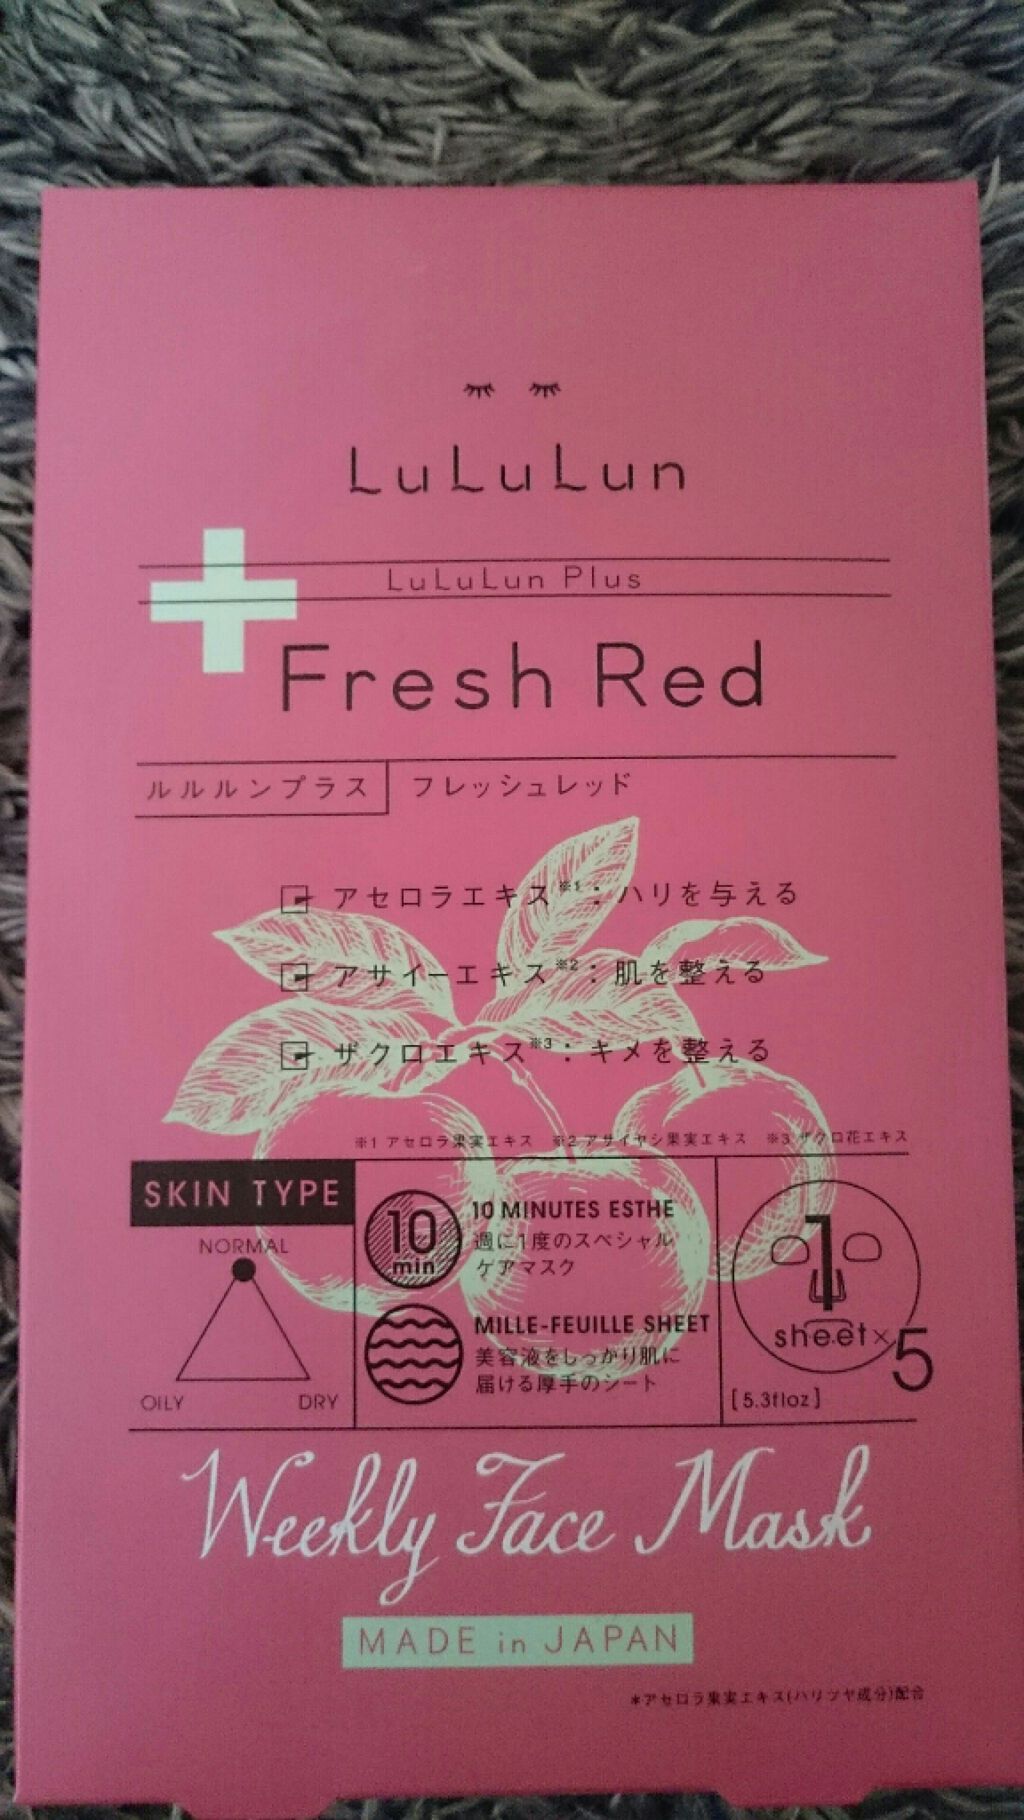 LuLuLun
LuLuLun Plus
Fresh Red
ルルルンプラス フレッシュレッド
アセロラエキス※1：ハリを与える
アサイーエキス※2：肌を整える
ザクロエキス※3：キメを整える
※1 アセロラ果実エキス ※2 アサイヤシ果実エキス ※3 ザクロ花エキス
SKIN TYPE
NORMAL
OILY DRY
10
min
10 MINUTES ESTHE
週に1度のスペシャル
ケアマスク
MILLE-FEUILLE SHEET
美容液をしっかり肌に
届ける厚手のシート
1
sheet×5
[5.3floz]
Weekly Face Mask
MADE in JAPAN
*アセロラ果実エキス(ハリツヤ成分)配合